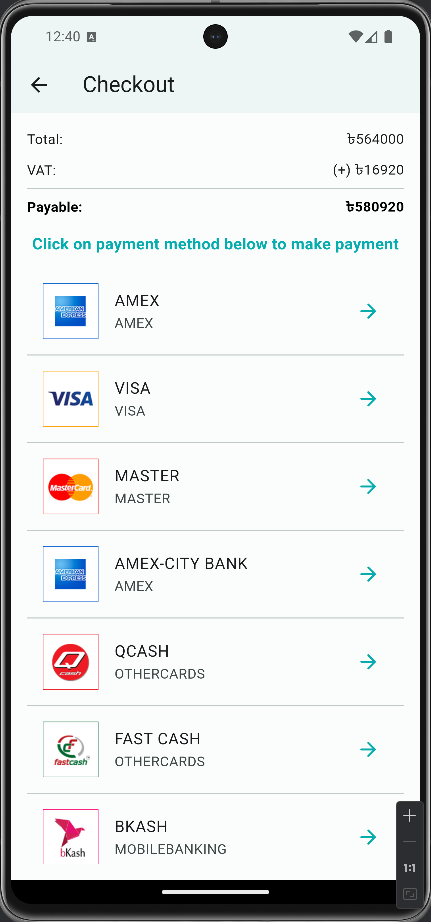 12:40 A
Checkout
Total: ৳564000
VAT: (+) ৳16920
Payable: ৳580920
Click on payment method below to make payment
AMERICAN EXPRESS
AMEX
AMEX
VISA
VISA
VISA
MasterCard
MASTER
MASTER
AMERICAN EXPRESS
AMEX-CITY BANK
AMEX
Q cash
QCASH
OTHERCARDS
fastcash
FAST CASH
OTHERCARDS
bKash
BKASH
MOBILEBANKING
1:1